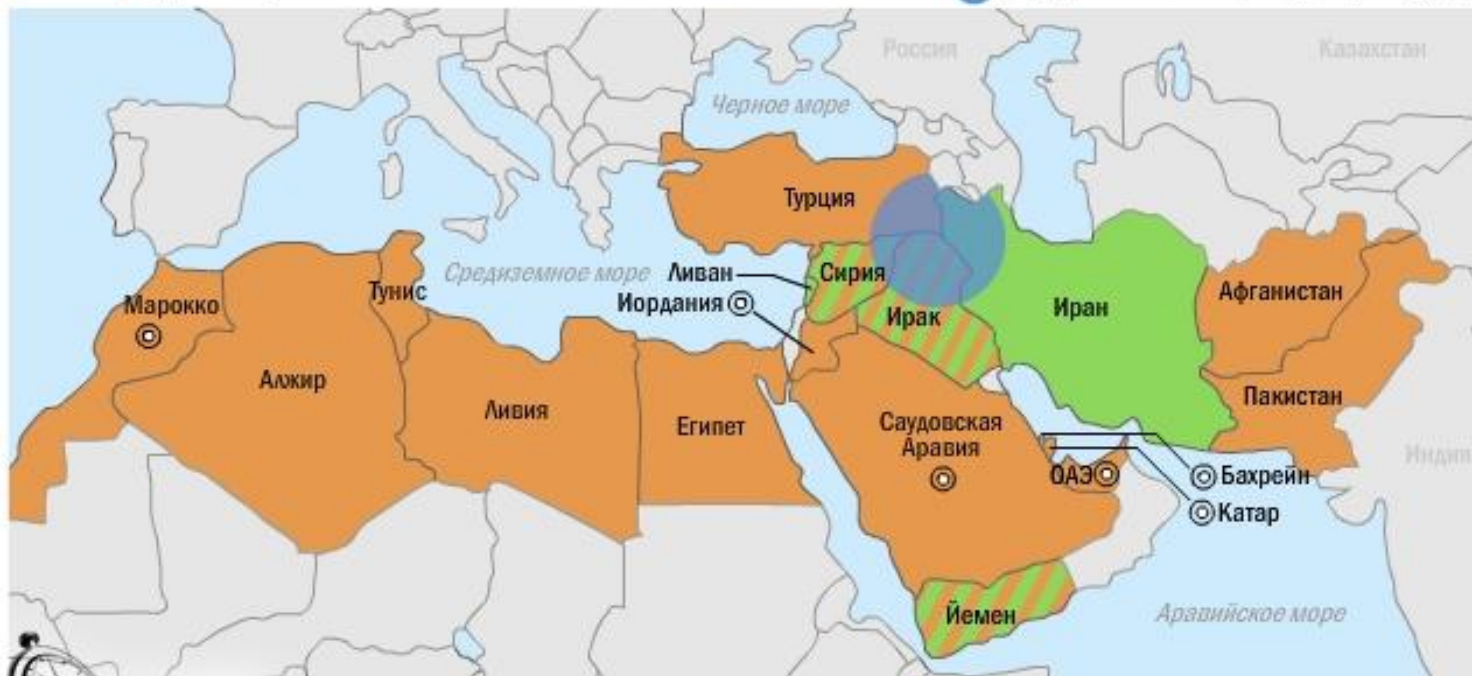 Россия
Казахстан
Черное море
Турция
Средиземное море
Ливан
Сирия
Иордания
Ирак
Иран
Афганистан
Марокко
Тунис
Алжир
Ливия
Египет
Саудовская
Аравия
Пакистан
ОАЭ
Бахрейн
Катар
Индия
Йемен
Аравийское море